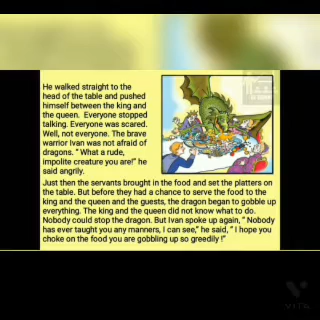 He walked straight to the
head of the table and pushed
himself between the king and
the queen. Everyone stopped
talking. Everyone was scared.
Well, not everyone. The brave
warrior Ivan was not afraid of
dragons. " What a rude,
impolite creature you are!" he
said angrily.
Just then the servants brought in the food and set the platters on
the table. But before they had a chance to serve the food to the
king and the queen and the guests, the dragon began to gobble up
everything. The king and the queen did not know what to do.
Nobody could stop the dragon. But Ivan spoke up again, " Nobody
has ever taught you any manners, I can see," he said, " I hope you
choke on the food you are gobbling up so greedily !"
VITA